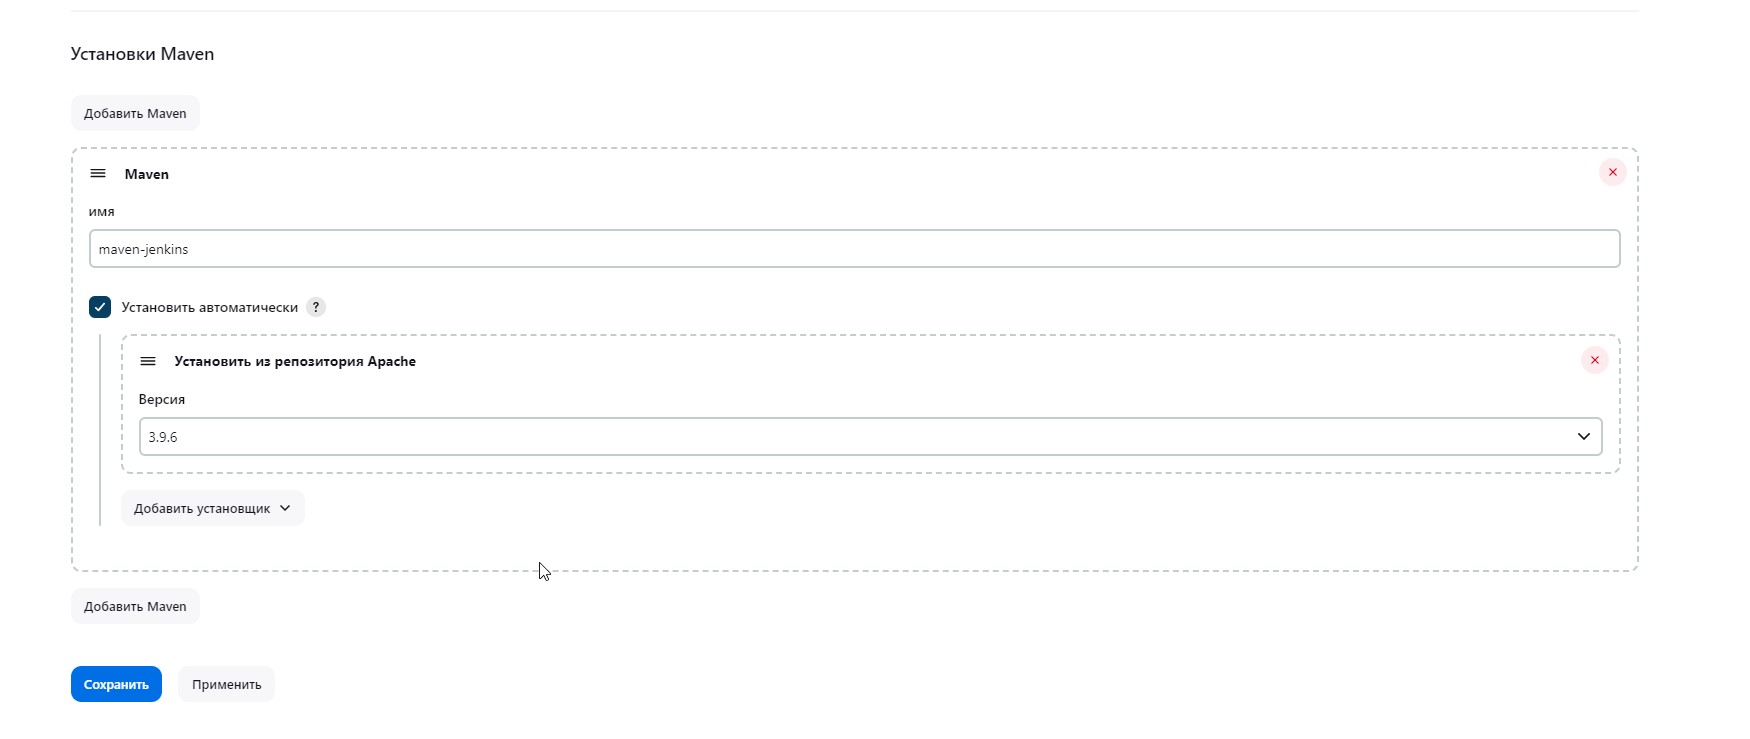 Установки Maven
Добавить Maven
Maven
имя
maven-jenkins
Установить автоматически ?
Установить из репозитория Apache
Версия
3.9.6
Добавить установщик
Добавить Maven
Сохранить Применить